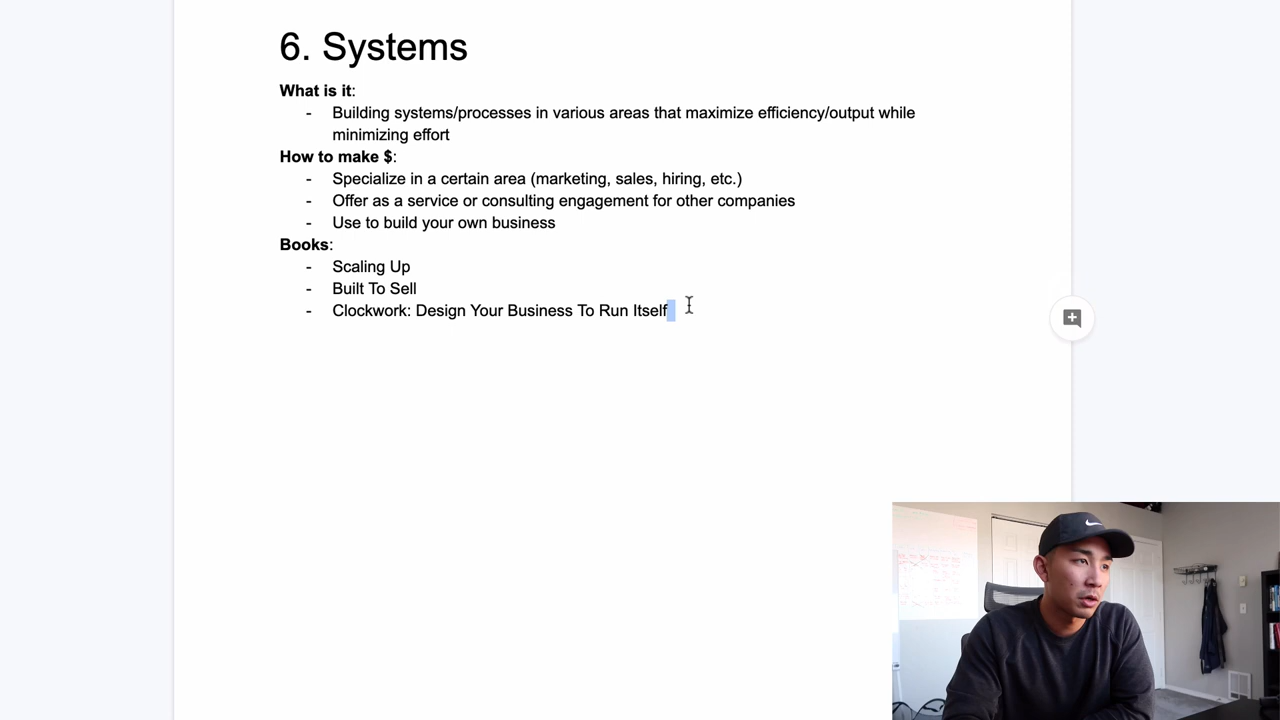 6. Systems
What is it:
- Building systems/processes in various areas that maximize efficiency/output while
minimizing effort
How to make $:
- Specialize in a certain area (marketing, sales, hiring, etc.)
- Offer as a service or consulting engagement for other companies
- Use to build your own business
Books:
- Scaling Up
- Built To Sell
- Clockwork: Design Your Business To Run Itself